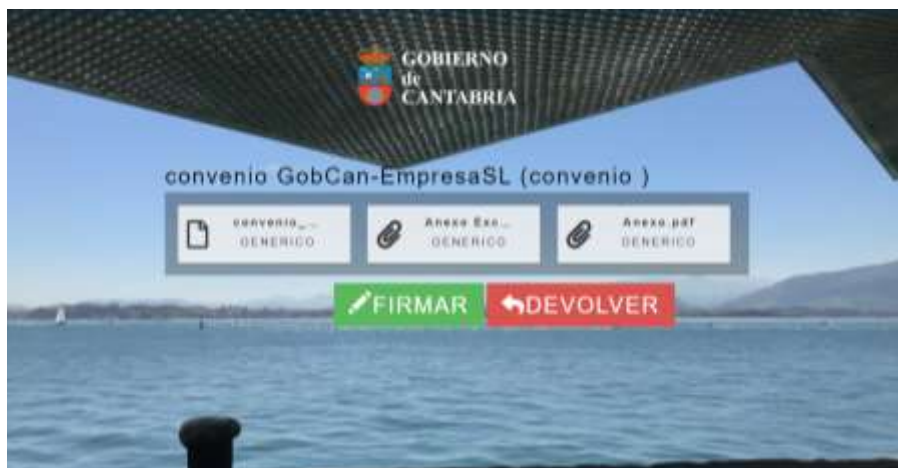 GOBIERNO
de
CANTABRIA
convenio GobCan-EmpresaSL (convenio )
convenio_...
GENERICO
Anexo Exc...
GENERICO
Anexo.pdf
GENERICO
FIRMAR
DEVOLVER